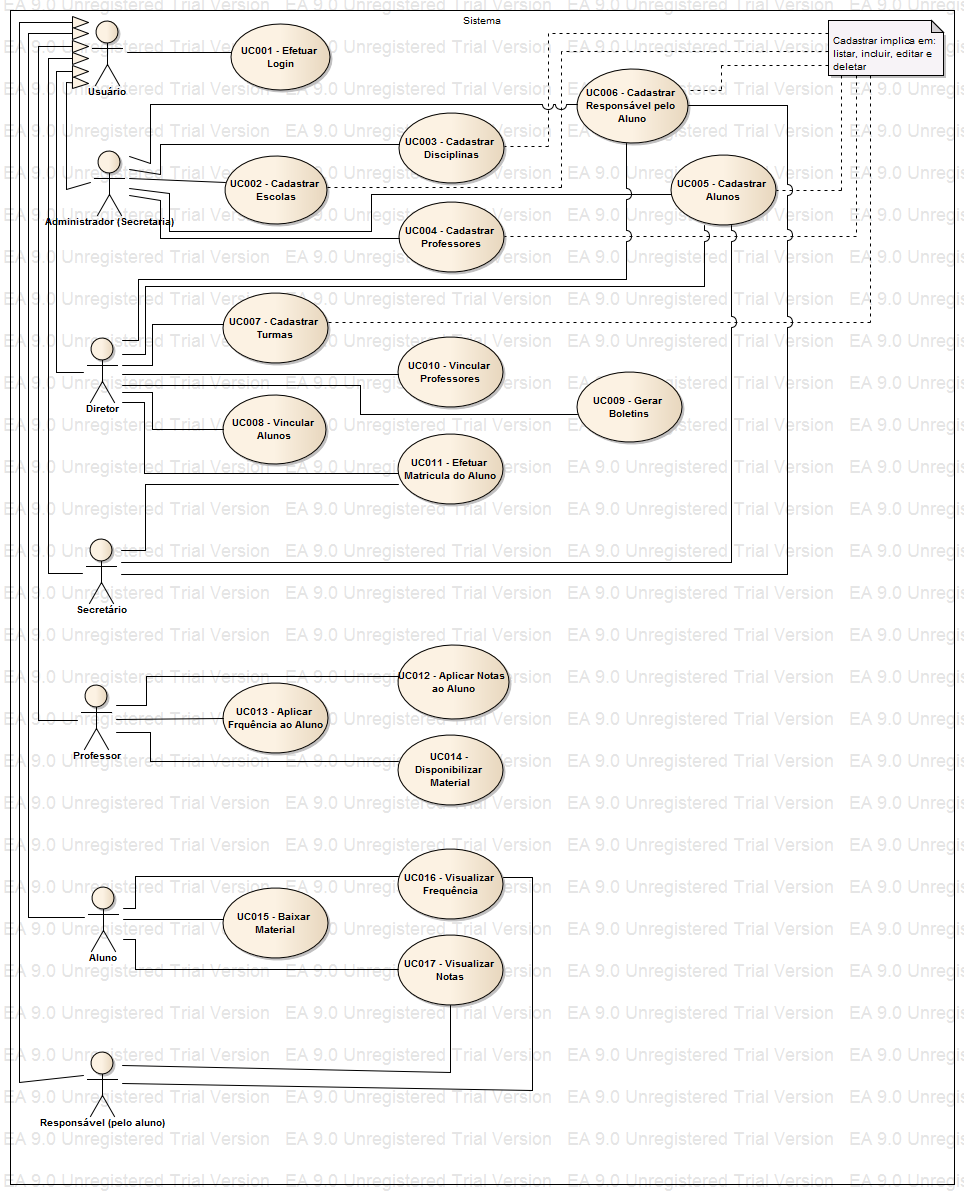 Sistema
Cadastrar implica em:
listar, incluir, editar e
deletar
Usuário
UC001 - Efetuar
Login
UC006 - Cadastrar
Responsável pelo
Aluno
UC003 - Cadastrar
Disciplinas
UC002 - Cadastrar
Escolas
UC005 - Cadastrar
Alunos
Administrador (Secretaria)
UC004 - Cadastrar
Professores
UC007 - Cadastrar
Turmas
UC010 - Vincular
Professores
Diretor
UC009 - Gerar
Boletins
UC008 - Vincular
Alunos
UC011 - Efetuar
Matricula do Aluno
Secretário
UC012 - Aplicar Notas
ao Aluno
UC013 - Aplicar
Frquência ao Aluno
Professor
UC014 -
Disponibilizar
Material
UC016 - Visualizar
Frequência
UC015 - Baixar
Material
Aluno
UC017 - Visualizar
Notas
Responsável (pelo aluno)
EA 9.0 Unregistered Trial Version